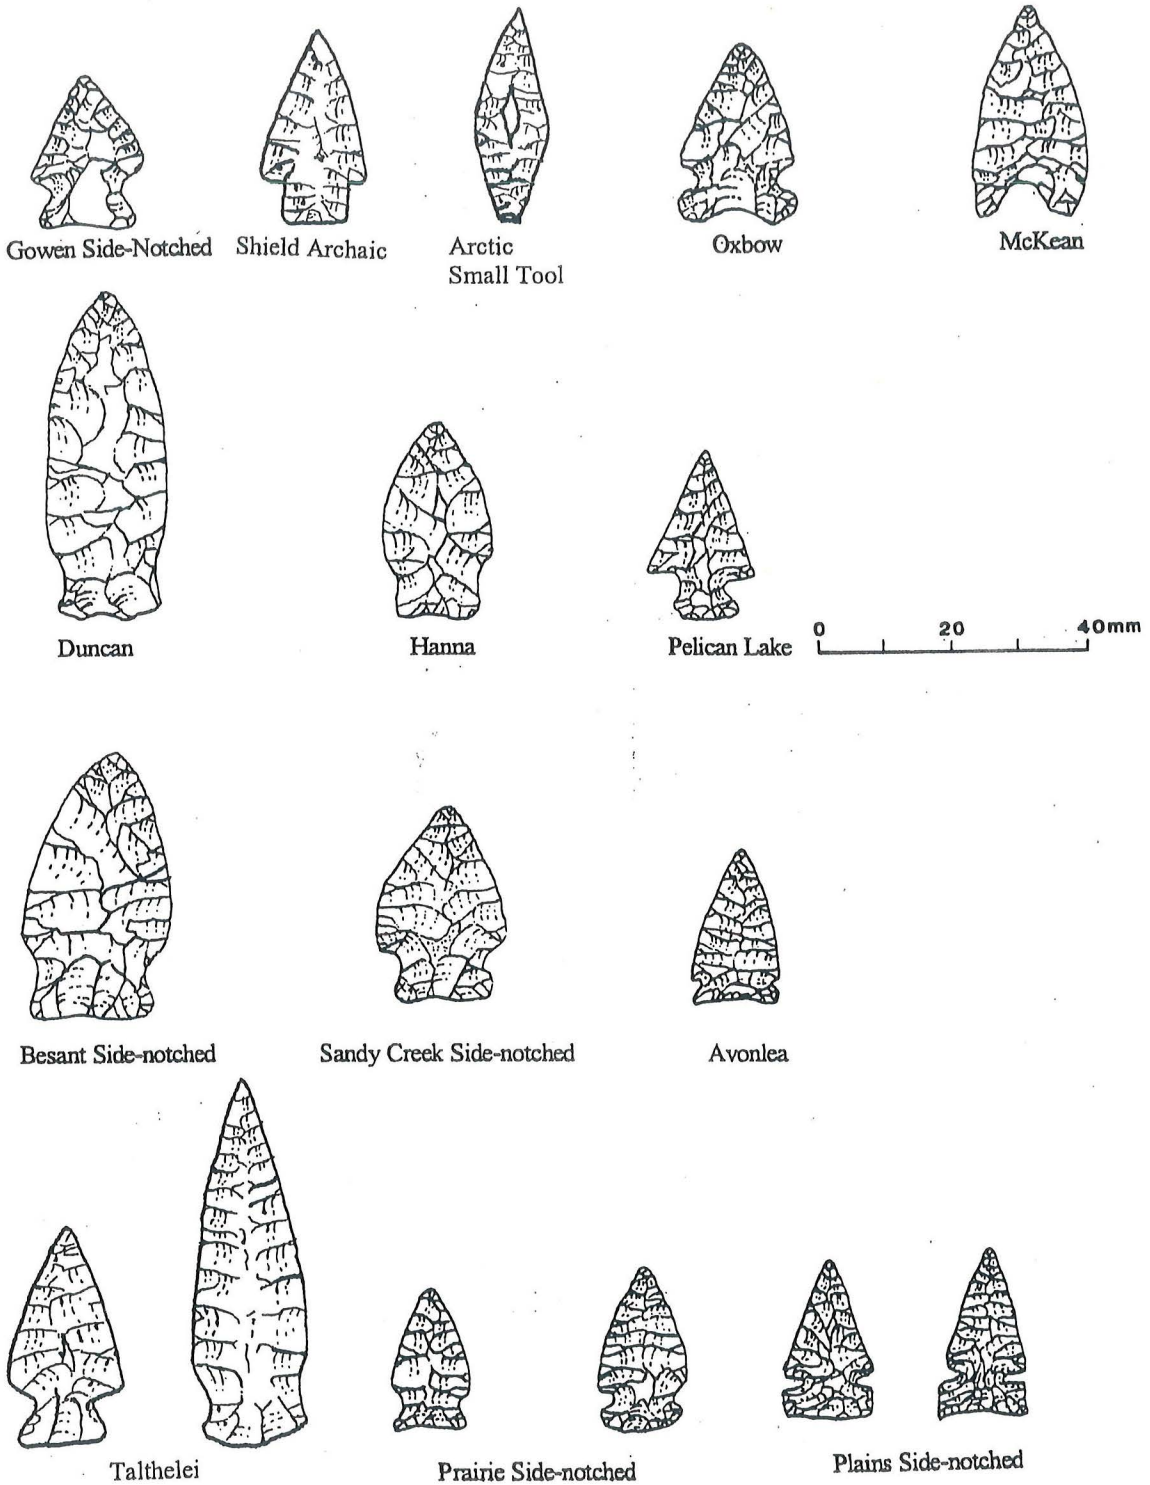 Gowen Side-Notched
Shield Archaic
Arctic
Small Tool
Oxbow
McKean
Duncan
Hanna
Pelican Lake
0 20 40mm
Besant Side-notched
Sandy Creek Side-notched
Avonlea
Talthelei
Prairie Side-notched
Plains Side-notched